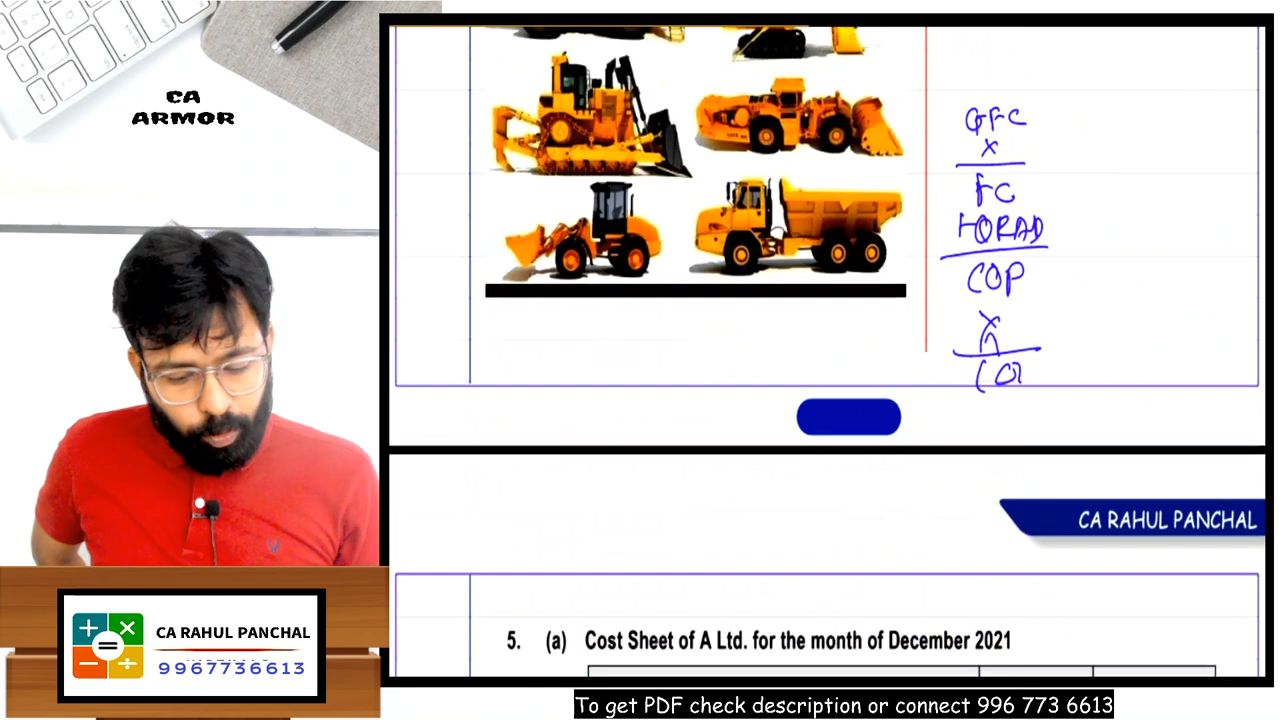 CA
ARMOR
GFC
X
FC
+QRAD
COP
X
CA RAHUL PANCHAL
5. (a) Cost Sheet of A Ltd. for the month of December 2021
CA RAHUL PANCHAL
9967736613
To get PDF check description or connect 996 773 6613